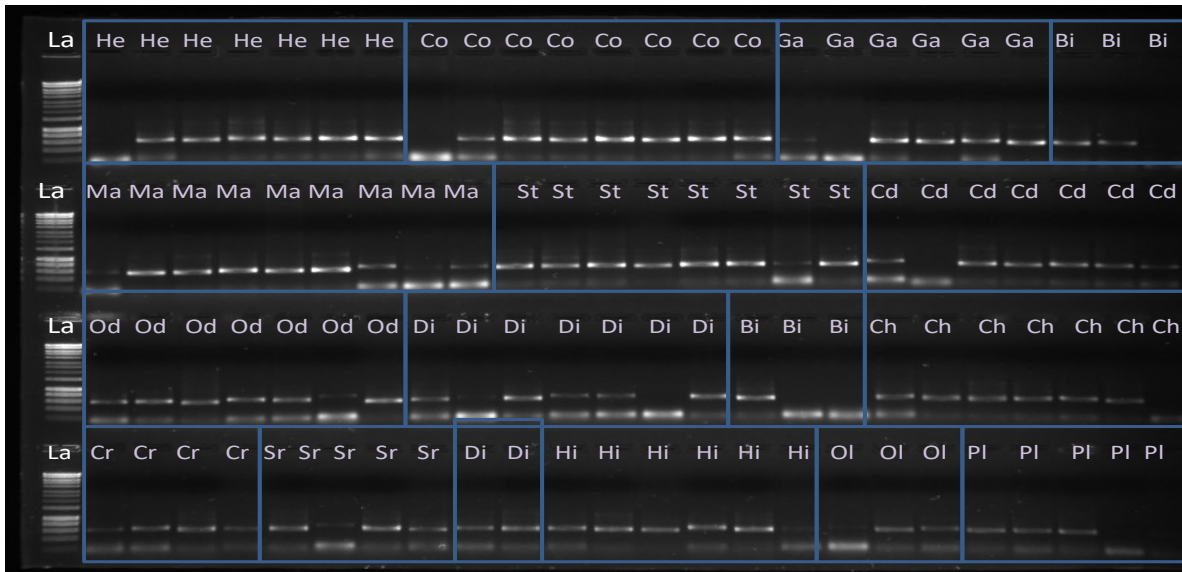 La He He He He He He He Co Co Co Co Co Co Co Co Ga Ga Ga Ga Ga Ga Bi Bi Bi
La Ma Ma Ma Ma Ma Ma Ma Ma Ma St St St St St St St St Cd Cd Cd Cd Cd Cd Cd
La Od Od Od Od Od Od Od Di Di Di Di Di Di Di Bi Bi Bi Ch Ch Ch Ch Ch Ch Ch
La Cr Cr Cr Cr Sr Sr Sr Sr Sr Di Di Hi Hi Hi Hi Hi Hi Ol Ol Ol Pl Pl Pl Pl Pl